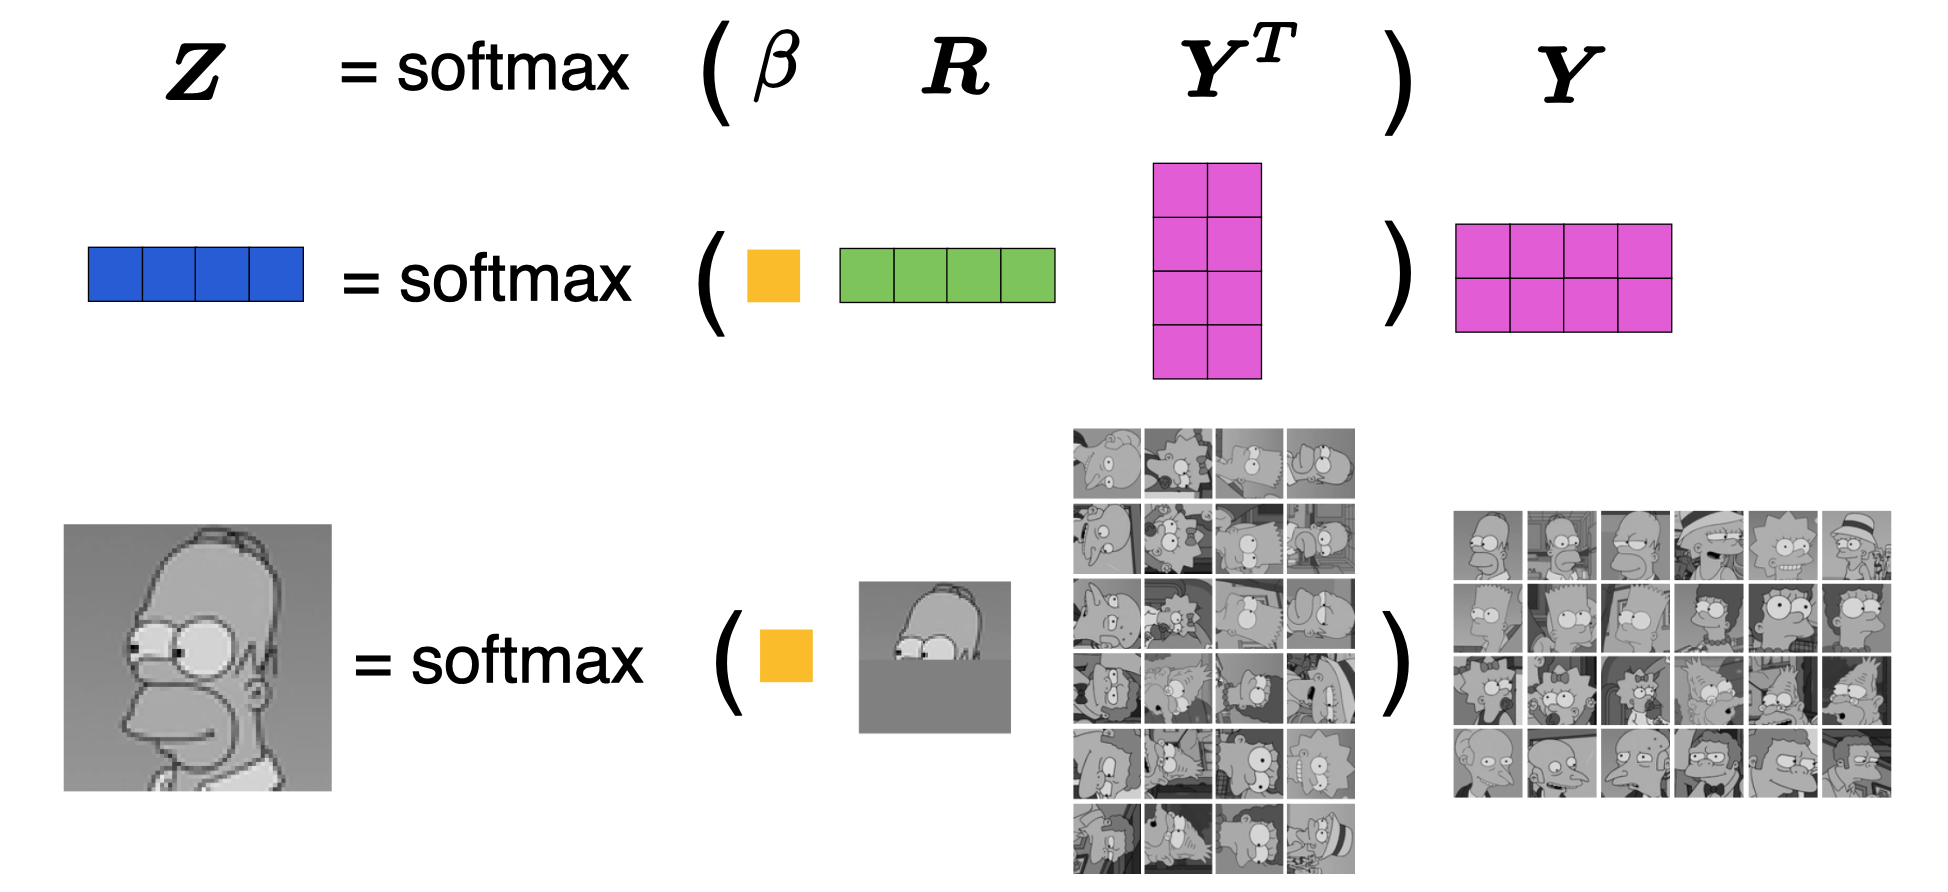 Z = softmax ( β R Y^T ) Y
= softmax ( )
= softmax ( )